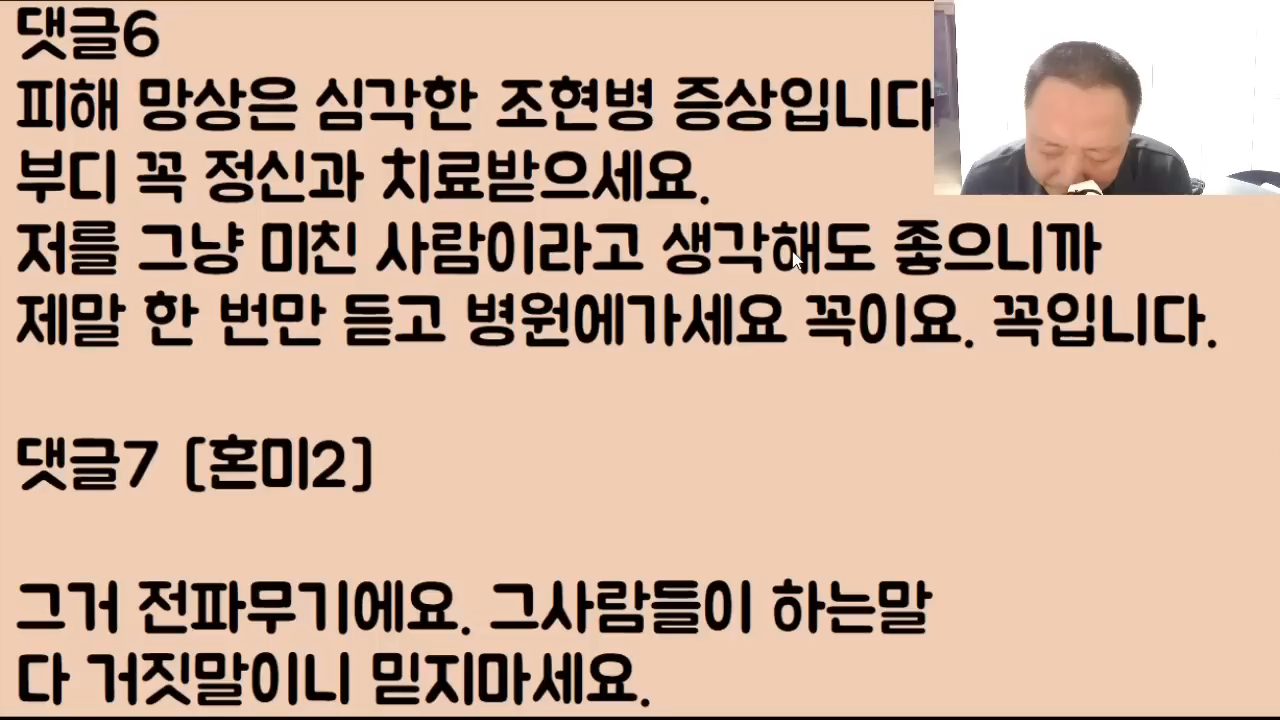 댓글6
피해 망상은 심각한 조현병 증상입니다
부디 꼭 정신과 치료받으세요.
저를 그냥 미친 사람이라고 생각해도 좋으니까
제말 한 번만 듣고 병원에가세요 꼭이요. 꼭입니다.
댓글7 [혼미2]
그거 전파무기에요. 그사람들이 하는말
다 거짓말이니 믿지마세요.